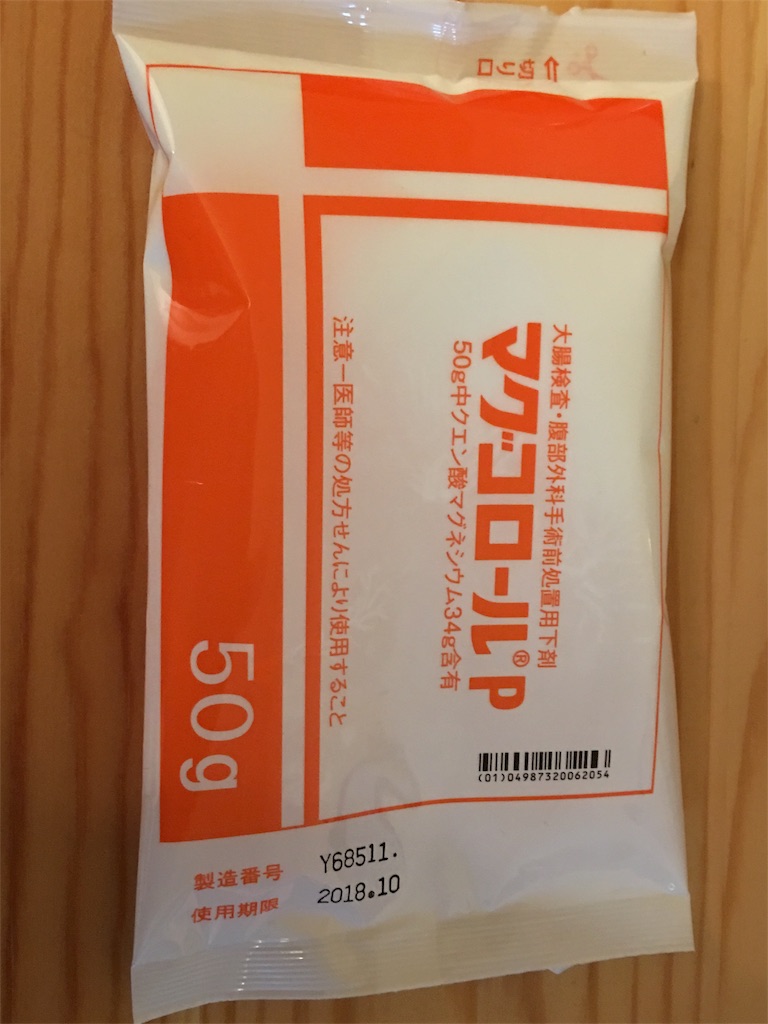 ⇦切り口
大腸検査・腹部外科手術前処置用下剤
マグコロール®P
50g中クエン酸マグネシウム34g含有
注意－医師等の処方せんにより使用すること
50g
(01)04987320062054
製造番号 Y68511.
使用期限 2018.10